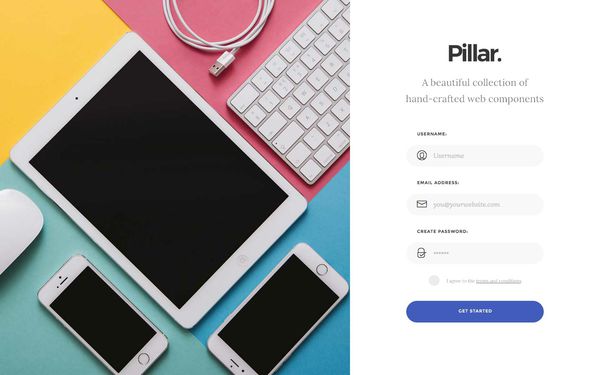 Pillar.
A beautiful collection of
hand-crafted web components
USERNAME:
Username
EMAIL ADDRESS:
you@yourwebsite.com
CREATE PASSWORD:
••••••
I agree to the terms and conditions
GET STARTED